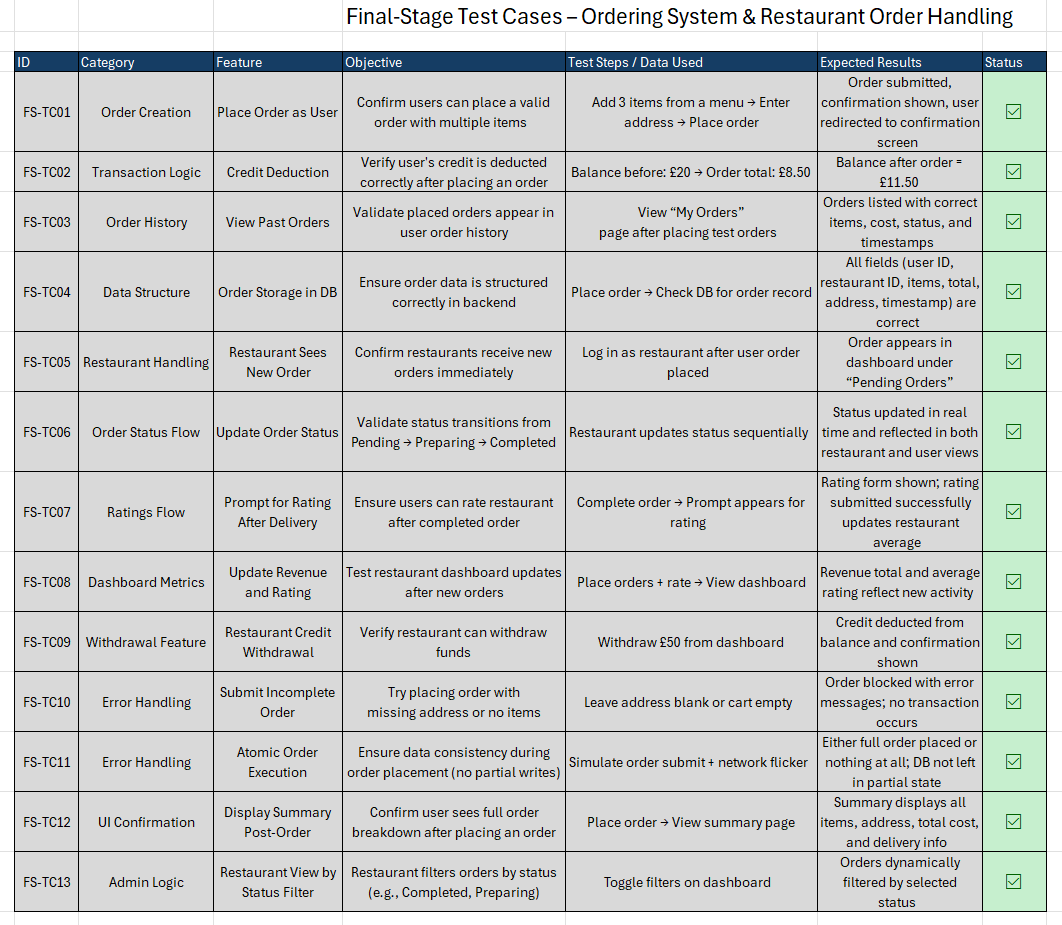 Final-Stage Test Cases – Ordering System & Restaurant Order Handling
ID Category Feature Objective Test Steps / Data Used Expected Results Status
FS-TC01
Order Creation
Place Order as User
Confirm users can place a valid
order with multiple items
Add 3 items from a menu → Enter
address → Place order
Order submitted,
confirmation shown, user
redirected to confirmation
screen
FS-TC02
Transaction Logic
Credit Deduction
Verify user's credit is deducted
correctly after placing an order
Balance before: £20 → Order total: £8.50
Balance after order =
£11.50
FS-TC03
Order History
View Past Orders
Validate placed orders appear in
user order history
View “My Orders”
page after placing test orders
Orders listed with correct
items, cost, status, and
timestamps
FS-TC04
Data Structure
Order Storage in DB
Ensure order data is structured
correctly in backend
Place order → Check DB for order record
All fields (user ID,
restaurant ID, items, total,
address, timestamp) are
correct
FS-TC05
Restaurant Handling
Restaurant Sees
New Order
Confirm restaurants receive new
orders immediately
Log in as restaurant after user order
placed
Order appears in
dashboard under
“Pending Orders”
FS-TC06
Order Status Flow
Update Order Status
Validate status transitions from
Pending → Preparing → Completed
Restaurant updates status sequentially
Status updated in real
time and reflected in both
restaurant and user views
FS-TC07
Ratings Flow
Prompt for Rating
After Delivery
Ensure users can rate restaurant
after completed order
Complete order → Prompt appears for
rating
Rating form shown; rating
submitted successfully
updates restaurant
average
FS-TC08
Dashboard Metrics
Update Revenue
and Rating
Test restaurant dashboard updates
after new orders
Place orders + rate → View dashboard
Revenue total and average
rating reflect new activity
FS-TC09
Withdrawal Feature
Restaurant Credit
Withdrawal
Verify restaurant can withdraw
funds
Withdraw £50 from dashboard
Credit deducted from
balance and confirmation
shown
FS-TC10
Error Handling
Submit Incomplete
Order
Try placing order with
missing address or no items
Leave address blank or cart empty
Order blocked with error
messages; no transaction
occurs
FS-TC11
Error Handling
Atomic Order
Execution
Ensure data consistency during
order placement (no partial writes)
Simulate order submit + network flicker
Either full order placed or
nothing at all; DB not left
in partial state
FS-TC12
UI Confirmation
Display Summary
Post-Order
Confirm user sees full order
breakdown after placing an order
Place order → View summary page
Summary displays all
items, address, total cost,
and delivery info
FS-TC13
Admin Logic
Restaurant View by
Status Filter
Restaurant filters orders by status
(e.g., Completed, Preparing)
Toggle filters on dashboard
Orders dynamically
filtered by selected
status